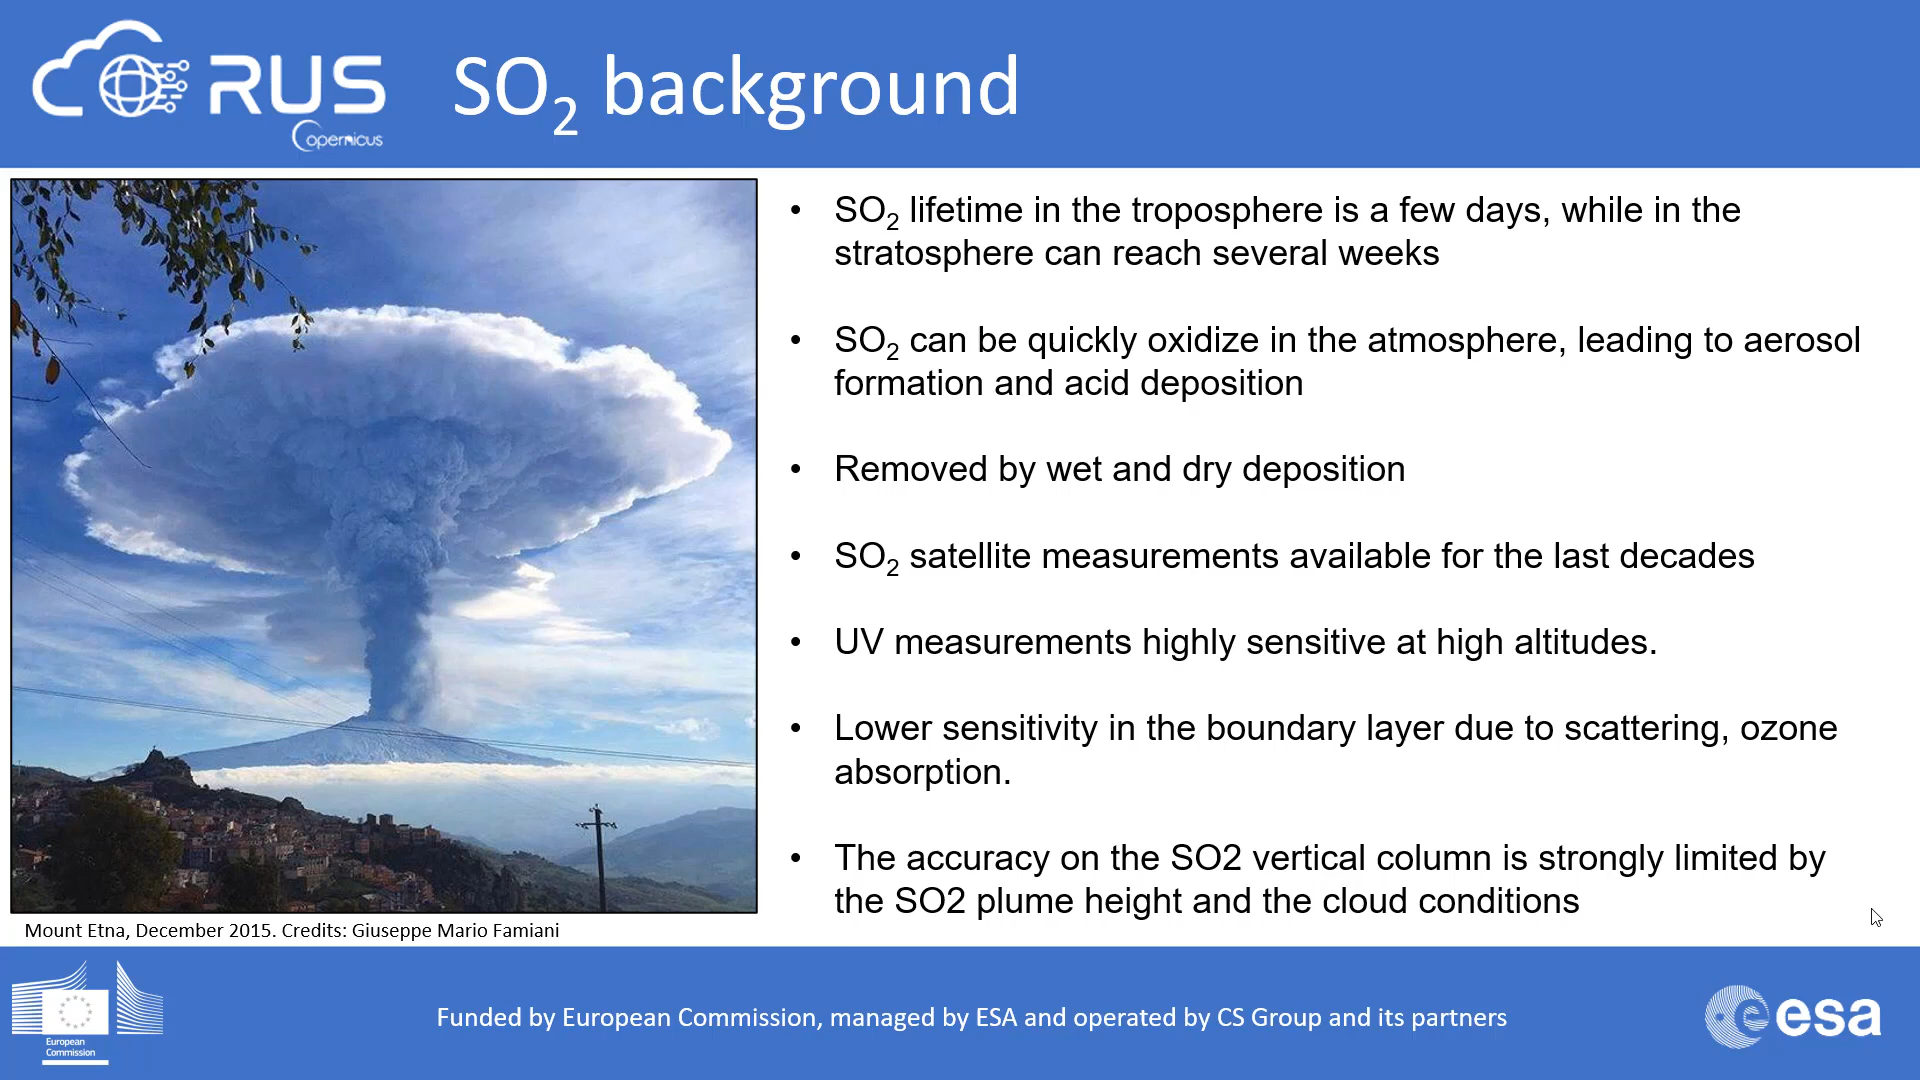 RUS
Copernicus
SO₂ background
• SO₂ lifetime in the troposphere is a few days, while in the
stratosphere can reach several weeks
• SO₂ can be quickly oxidize in the atmosphere, leading to aerosol
formation and acid deposition
• Removed by wet and dry deposition
• SO₂ satellite measurements available for the last decades
• UV measurements highly sensitive at high altitudes.
• Lower sensitivity in the boundary layer due to scattering, ozone
absorption.
• The accuracy on the SO2 vertical column is strongly limited by
the SO2 plume height and the cloud conditions
Mount Etna, December 2015. Credits: Giuseppe Mario Famiani
European
Commission
Funded by European Commission, managed by ESA and operated by CS Group and its partners
esa